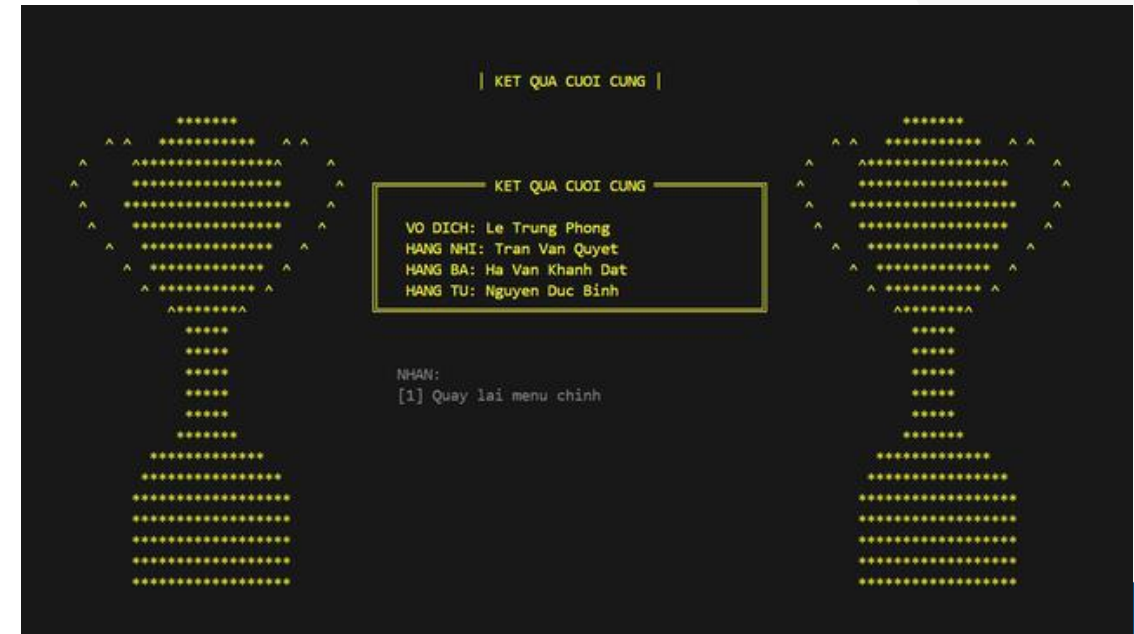 | KET QUA CUOI CUNG |
KET QUA CUOI CUNG
VO DICH: Le Trung Phong
HANG NHI: Tran Van Quyet
HANG BA: Ha Van Khanh Dat
HANG TU: Nguyen Duc Binh
NHAN:
[1] Quay lai menu chinh